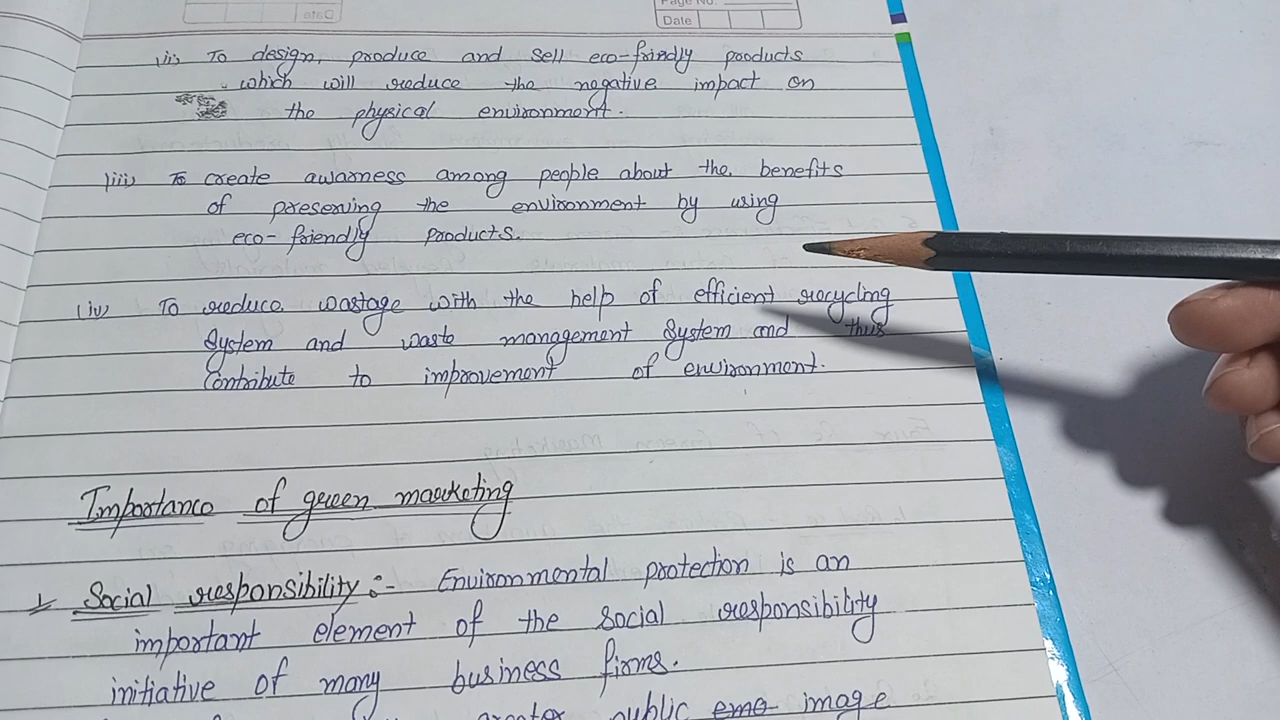 Page No.
Date
(ii) To design, produce and sell eco-friendly products
which will reduce the negative impact on
the physical environment.
(iii) To create awarness among people about the benefits
of preserving the environment by using
eco-friendly products.
(iv) To reduce wastage with the help of efficient recycling
system and waste management system and thus
contribute to improvement of environment.
Importance of green marketing
1. Social responsibility :- Environmental protection is an
important element of the social responsibility
initiative of many business firms.
greater public image